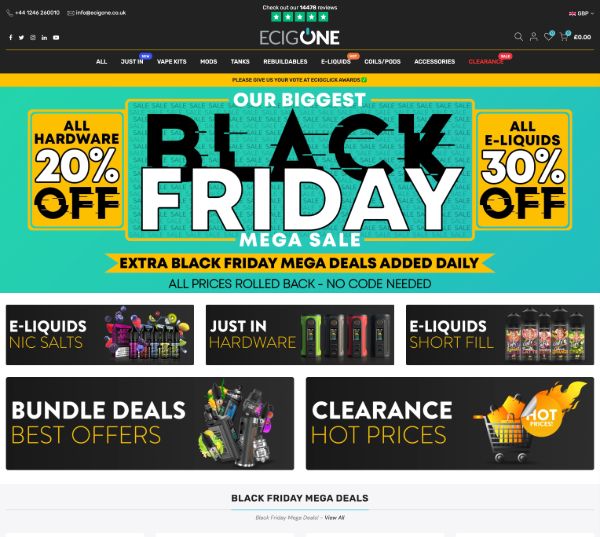 +44 1246 260010
info@ecigone.co.uk
Check out our 14479 reviews
GBP
ECIGONE
0
0
£0.00
NEW
HOT
SALE
ALL
JUST IN
VAPE KITS
MODS
TANKS
REBUILDABLES
E-LIQUIDS
COILS/PODS
ACCESSORIES
CLEARANCE
PLEASE GIVE US YOUR VOTE AT ECIGCLICK AWARDS
ALL
HARDWARE
20%
OFF
OUR BIGGEST
BLACK
FRIDAY
MEGA SALE
ALL
E-LIQUIDS
30%
OFF
EXTRA BLACK FRIDAY MEGA DEALS ADDED DAILY
ALL PRICES ROLLED BACK - NO CODE NEEDED
E-LIQUIDS
NIC SALTS
JUST IN
HARDWARE
E-LIQUIDS
SHORT FILL
BUNDLE DEALS
BEST OFFERS
CLEARANCE
HOT PRICES
HOT
PRICES!
BLACK FRIDAY MEGA DEALS
Black Friday Mega Deals! - View All